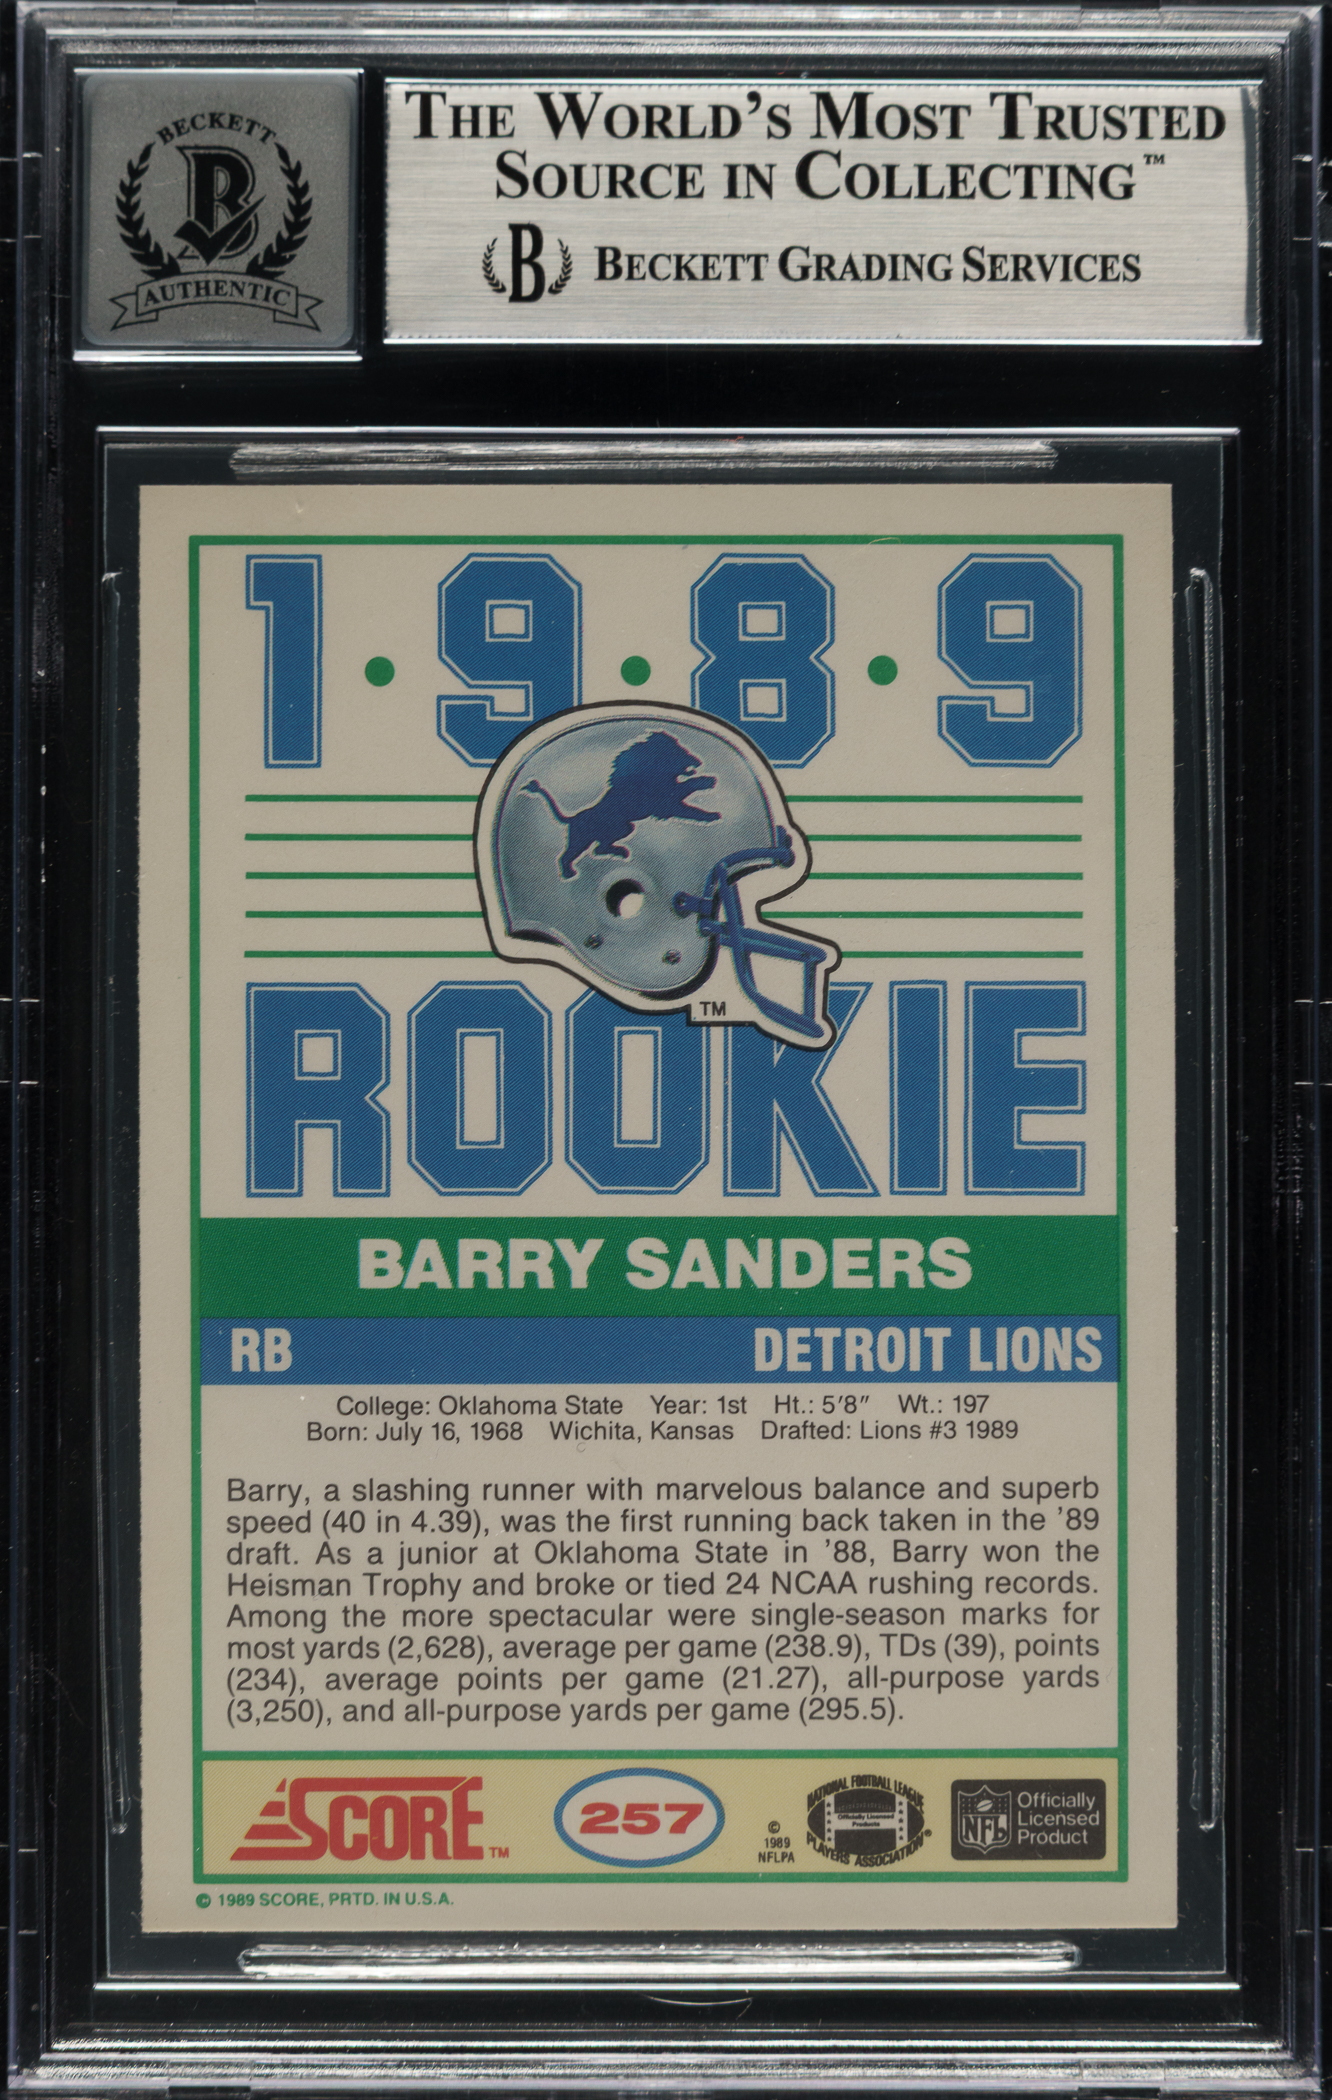 BECKETT
B
AUTHENTIC
THE WORLD'S MOST TRUSTED
SOURCE IN COLLECTING™
B BECKETT GRADING SERVICES
1•9•8•9
TM
ROOKIE
BARRY SANDERS
RB DETROIT LIONS
College: Oklahoma State Year: 1st Ht.: 5'8" Wt.: 197
Born: July 16, 1968 Wichita, Kansas Drafted: Lions #3 1989
Barry, a slashing runner with marvelous balance and superb
speed (40 in 4.39), was the first running back taken in the '89
draft. As a junior at Oklahoma State in '88, Barry won the
Heisman Trophy and broke or tied 24 NCAA rushing records.
Among the more spectacular were single-season marks for
most yards (2,628), average per game (238.9), TDs (39), points
(234), average points per game (21.27), all-purpose yards
(3,250), and all-purpose yards per game (295.5).
SCORE™
257
©
1989
NFLPA
NATIONAL FOOTBALL LEAGUE
Officially Licensed
Products
PLAYERS ASSOCIATION®
NFL
Officially
Licensed
Product
© 1989 SCORE, PRTD. IN U.S.A.